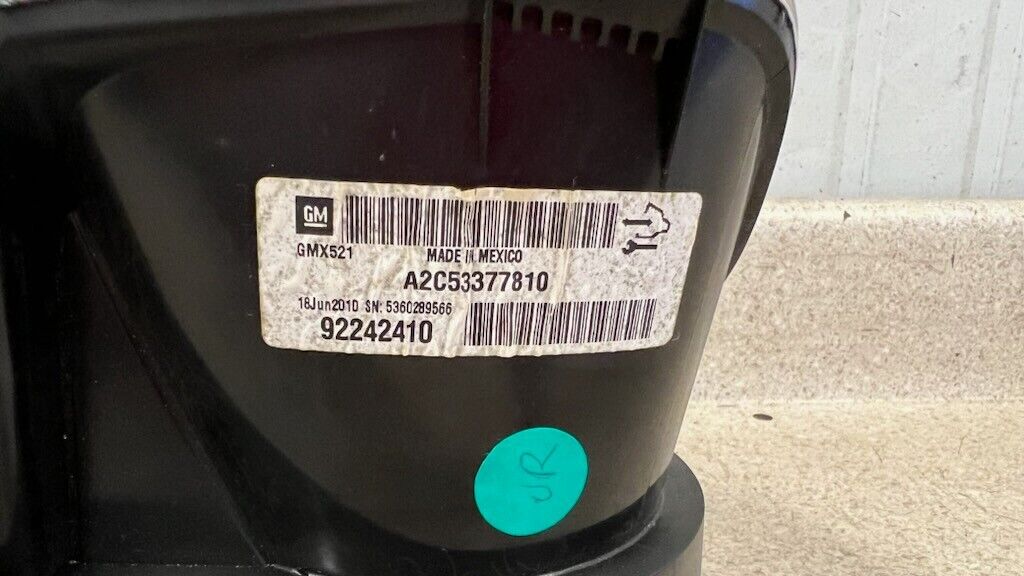 GM
GMX521
MADE IN MEXICO
A2C53377810
18Jun2010 SN: 5360289566
92242410
JR